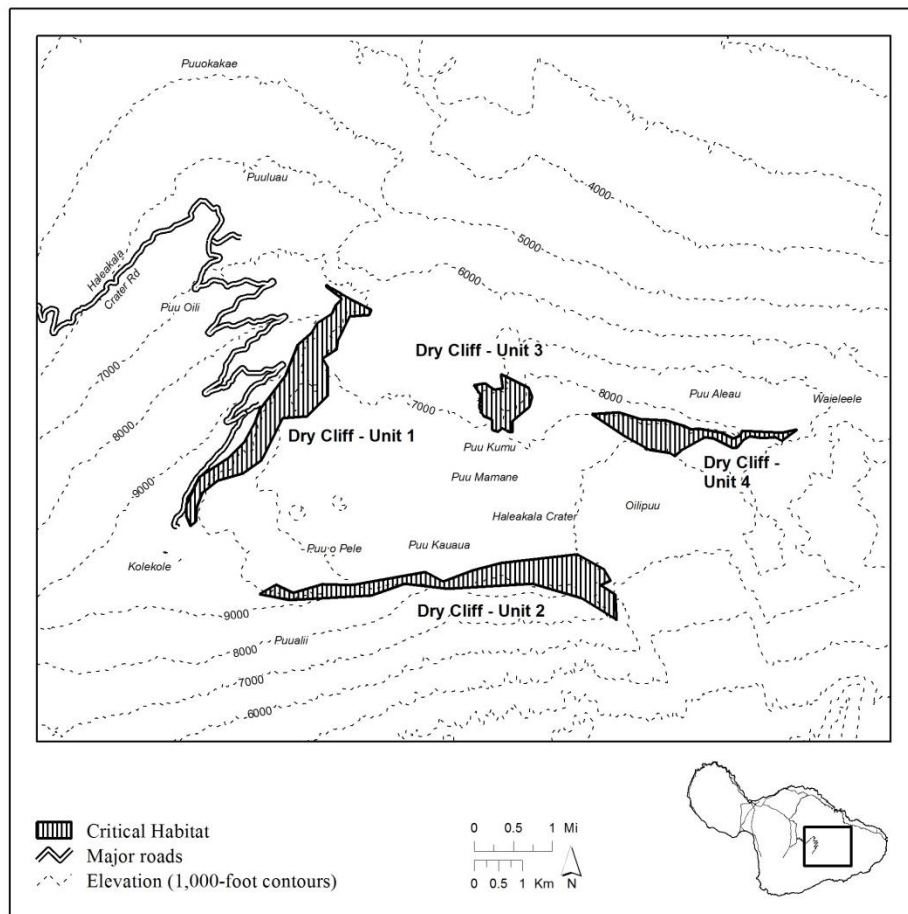 Puuokakae
Puuluau
4000
5000
6000
Haleakala
Crater Rd
Puu Oili
7000
8000
9000
Dry Cliff - Unit 3
7000
8000
Puu Aleau
Waieleele
Dry Cliff - Unit 1
Puu Kumu
Dry Cliff -
Unit 4
Puu Mamane
Oilipuu
Haleakala Crater
Puu o Pele
Puu Kauaua
Kolekole
Dry Cliff - Unit 2
9000
Puualii
8000
7000
6000
Critical Habitat
Major roads
Elevation (1,000-foot contours)
0 0.5 1 Mi
0 0.5 1 Km
N